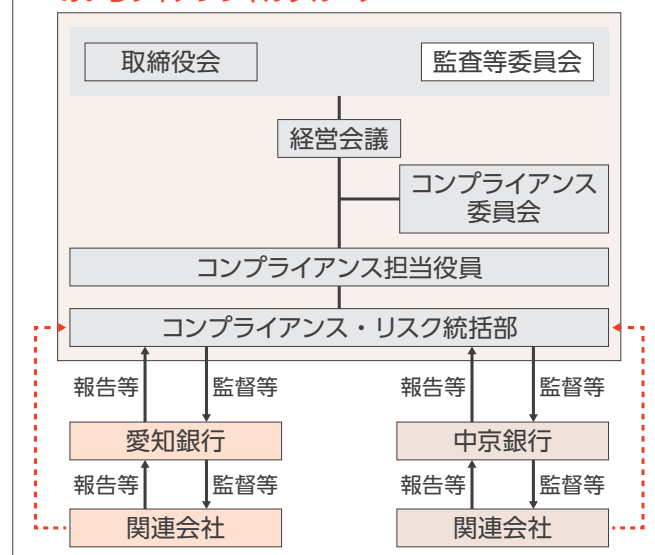 取締役会 監査等委員会
経営会議
コンプライアンス
委員会
コンプライアンス担当役員
コンプライアンス・リスク統括部
報告等 監督等 報告等 監督等
愛知銀行 中京銀行
報告等 監督等 報告等 監督等
関連会社 関連会社